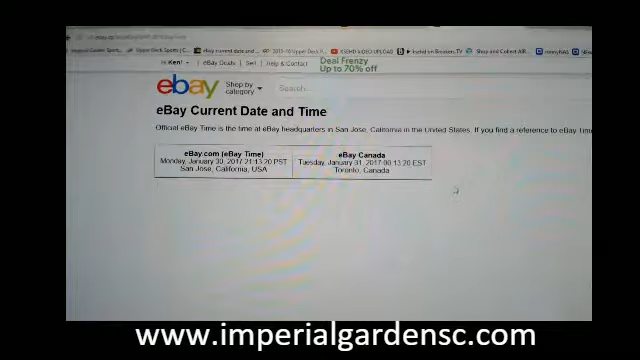 Hi Ken! eBay Deals Sell Help & Contact Deal Frenzy
Up to 70% off
ebay Shop by category Search...
eBay Current Date and Time
Official eBay Time is the time at eBay headquarters in San Jose, California in the United States. If you find a reference to eBay Time
eBay.com (eBay Time) eBay Canada
Monday, January 30, 2017 21:13:20 PST Tuesday, January 31, 2017 00:13:20 EST
San Jose, California, USA Toronto, Canada
www.imperialgardensc.com